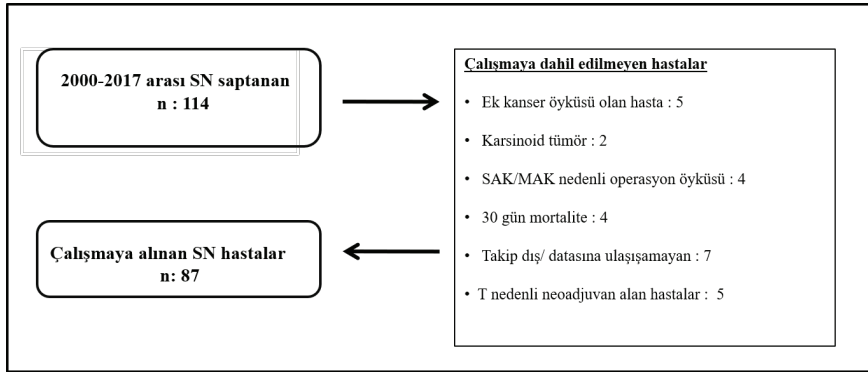 2000-2017 arası SN saptanan
n : 114
Çalışmaya dahil edilmeyen hastalar
• Ek kanser öyküsü olan hasta : 5
• Karsinoid tümör : 2
• SAK/MAK nedenli operasyon öyküsü : 4
• 30 gün mortalite : 4
• Takip dış/ datasına ulaşışamayan : 7
• T nedenli neoadjuvan alan hastalar : 5
Çalışmaya alınan SN hastalar
n: 87